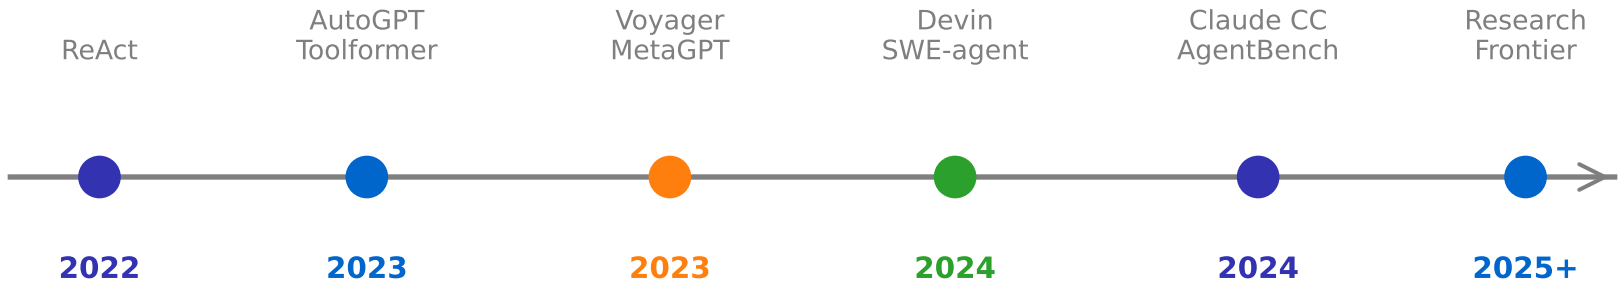 ReAct
AutoGPT
Toolformer
Voyager
MetaGPT
Devin
SWE-agent
Claude CC
AgentBench
Research
Frontier
2022
2023
2023
2024
2024
2025+